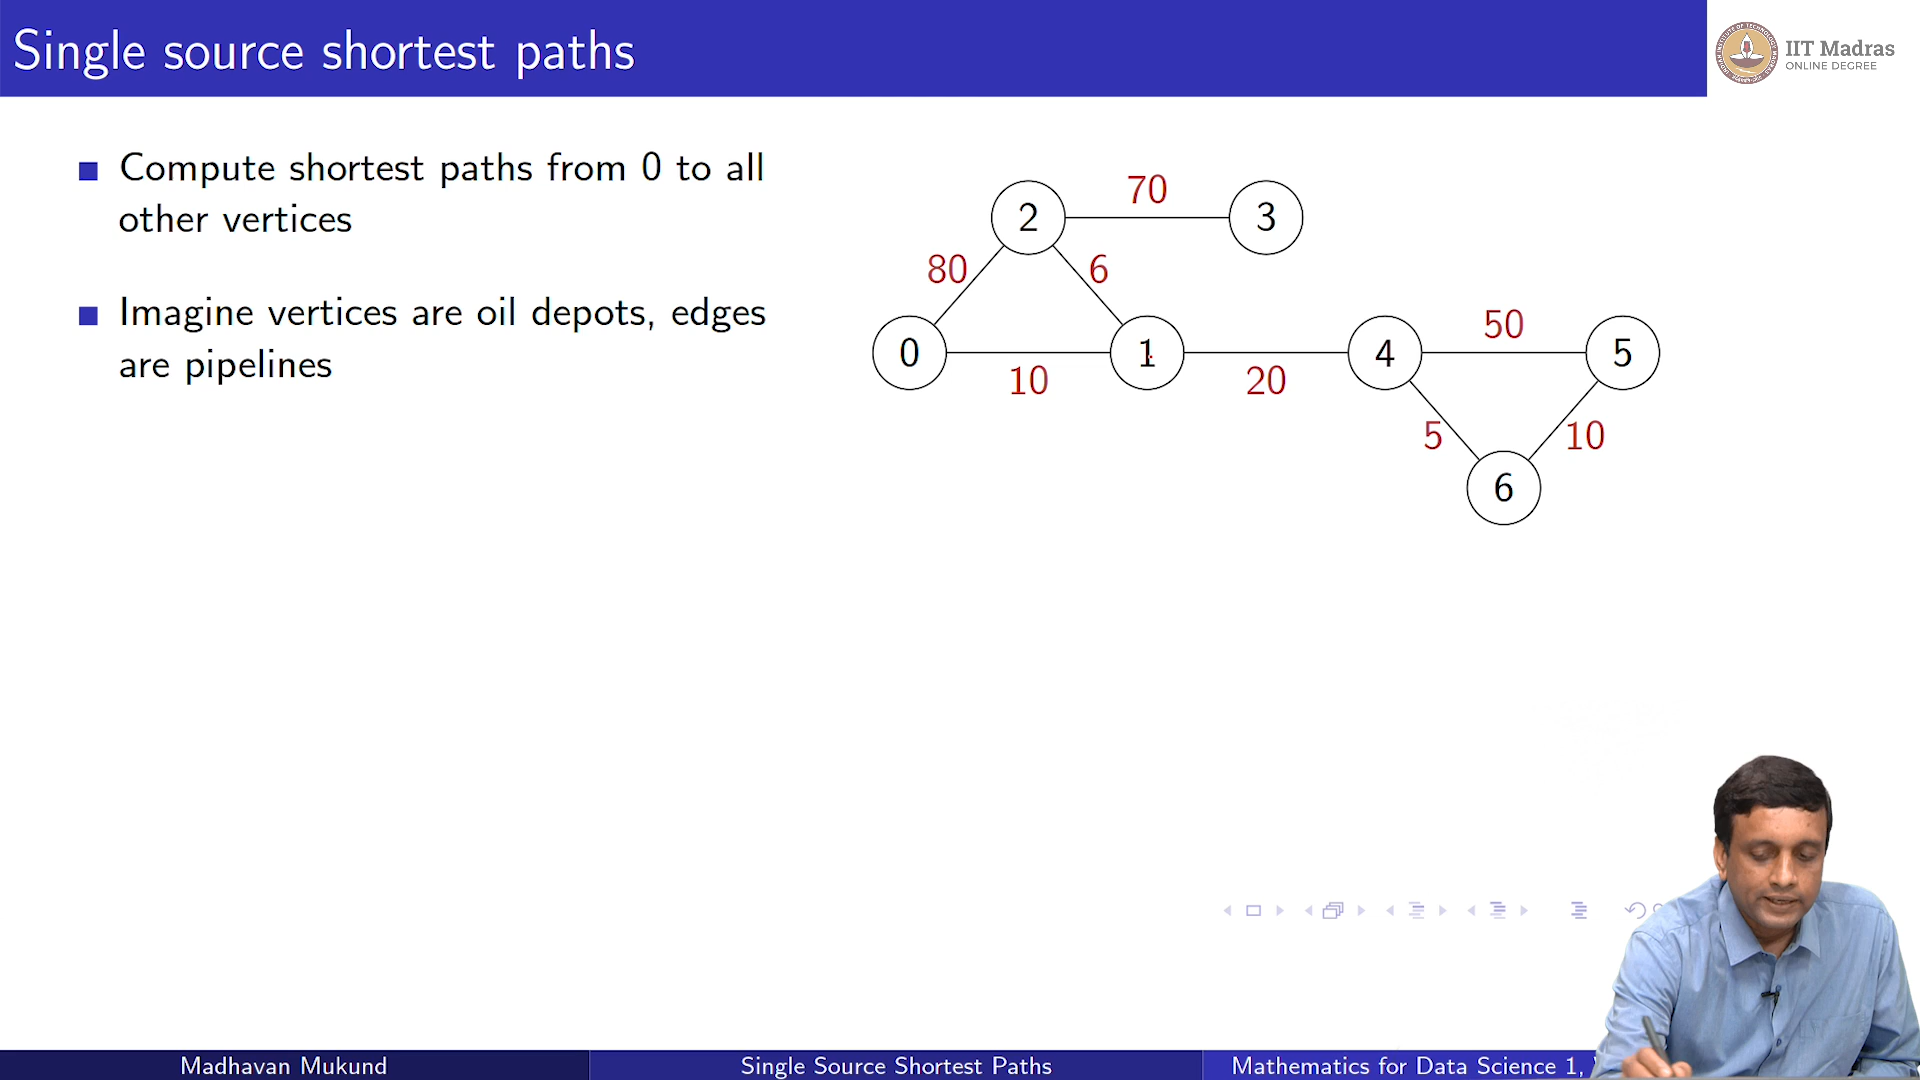 Single source shortest paths
IIT Madras
ONLINE DEGREE
■ Compute shortest paths from 0 to all
other vertices
■ Imagine vertices are oil depots, edges
are pipelines
70
2
3
80
6
50
0
1
4
5
10
20
5
10
6
Madhavan Mukund
Single Source Shortest Paths
Mathematics for Data Science 1,